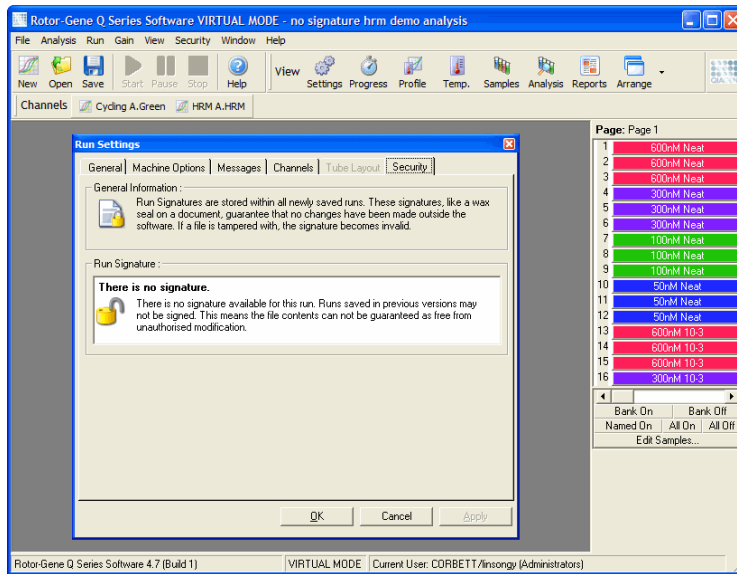 Rotor-Gene Q Series Software VIRTUAL MODE - no signature hrm demo analysis
File Analysis Run Gain View Security Window Help
New Open Save Start Pause Stop Help View Settings Progress Profile Temp. Samples Analysis Reports Arrange
Channels Cycling A.Green HRM A.HRM
Page: Page 1
Run Settings
General Machine Options Messages Channels Tube Layout Security
General Information :
Run Signatures are stored within all newly saved runs. These signatures, like a wax
seal on a document, guarantee that no changes have been made outside the
software. If a file is tampered with, the signature becomes invalid.
Run Signature :
There is no signature.
There is no signature available for this run. Runs saved in previous versions may
not be signed. This means the file contents can not be guaranteed as free from
unauthorised modification.
OK Cancel Apply
1 600nM Neat
2 600nM Neat
3 600nM Neat
4 300nM Neat
5 300nM Neat
6 300nM Neat
7 100nM Neat
8 100nM Neat
9 100nM Neat
10 50nM Neat
11 50nM Neat
12 50nM Neat
13 600nM 10-3
14 600nM 10-3
15 600nM 10-3
16 300nM 10-3
Bank On Bank Off
Named On All On All Off
Edit Samples...
Rotor-Gene Q Series Software 4.7 (Build 1) VIRTUAL MODE Current User: CORBETT/linsongy (Administrators)